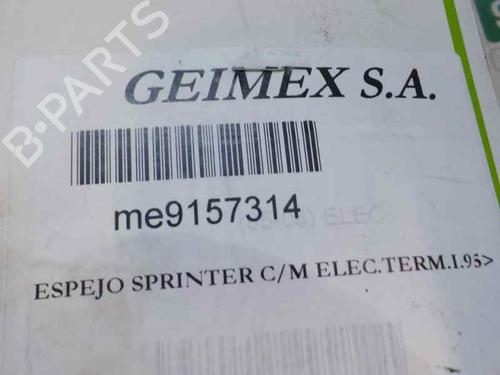 B·PARTS
GEIMEX S.A.
me9157314
ELEC
ESPEJO SPRINTER C/M ELEC.TERM.I.95>